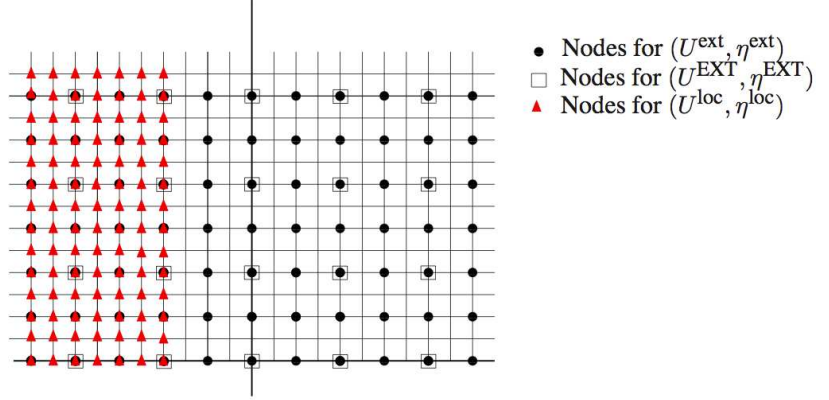 Nodes for (U^ext, η^ext)
Nodes for (U^EXT, η^EXT)
Nodes for (U^loc, η^loc)